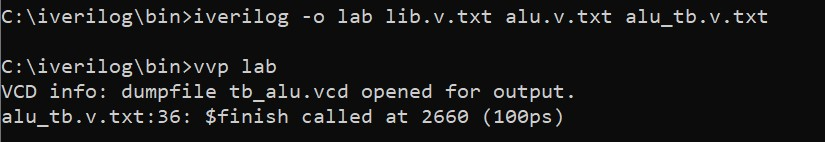 C:\iverilog\bin>iverilog -o lab lib.v.txt alu.v.txt alu_tb.v.txt
C:\iverilog\bin>vvp lab
VCD info: dumpfile tb_alu.vcd opened for output.
alu_tb.v.txt:36: $finish called at 2660 (100ps)